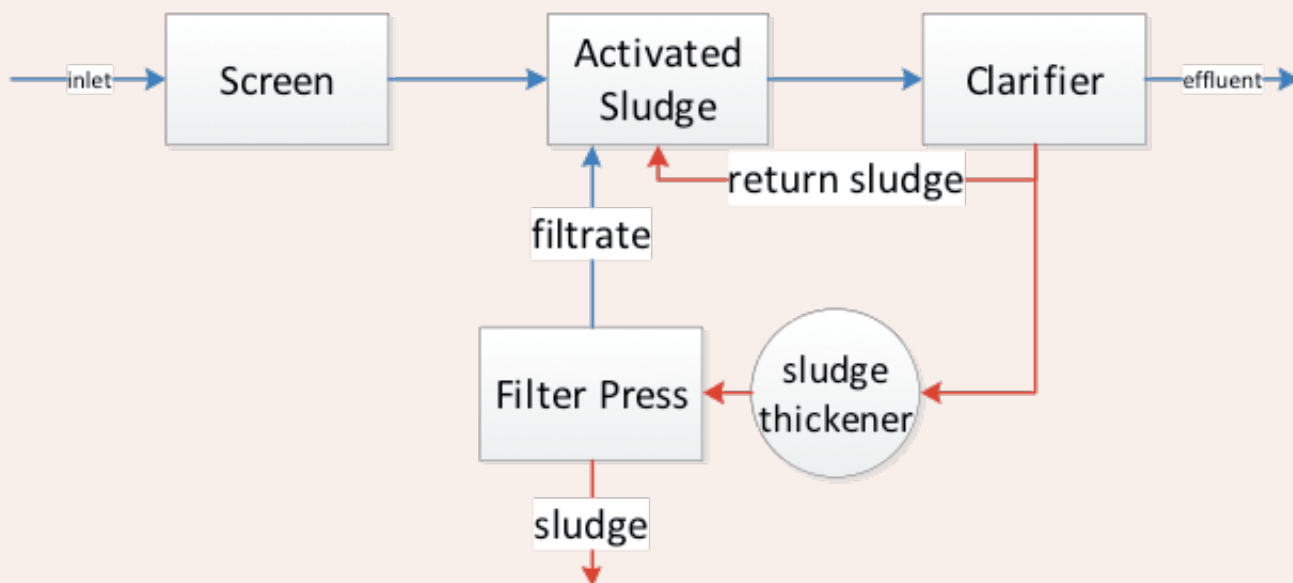 inlet
Screen
Activated
Sludge
Clarifier
effluent
return sludge
filtrate
Filter Press
sludge
thickener
sludge